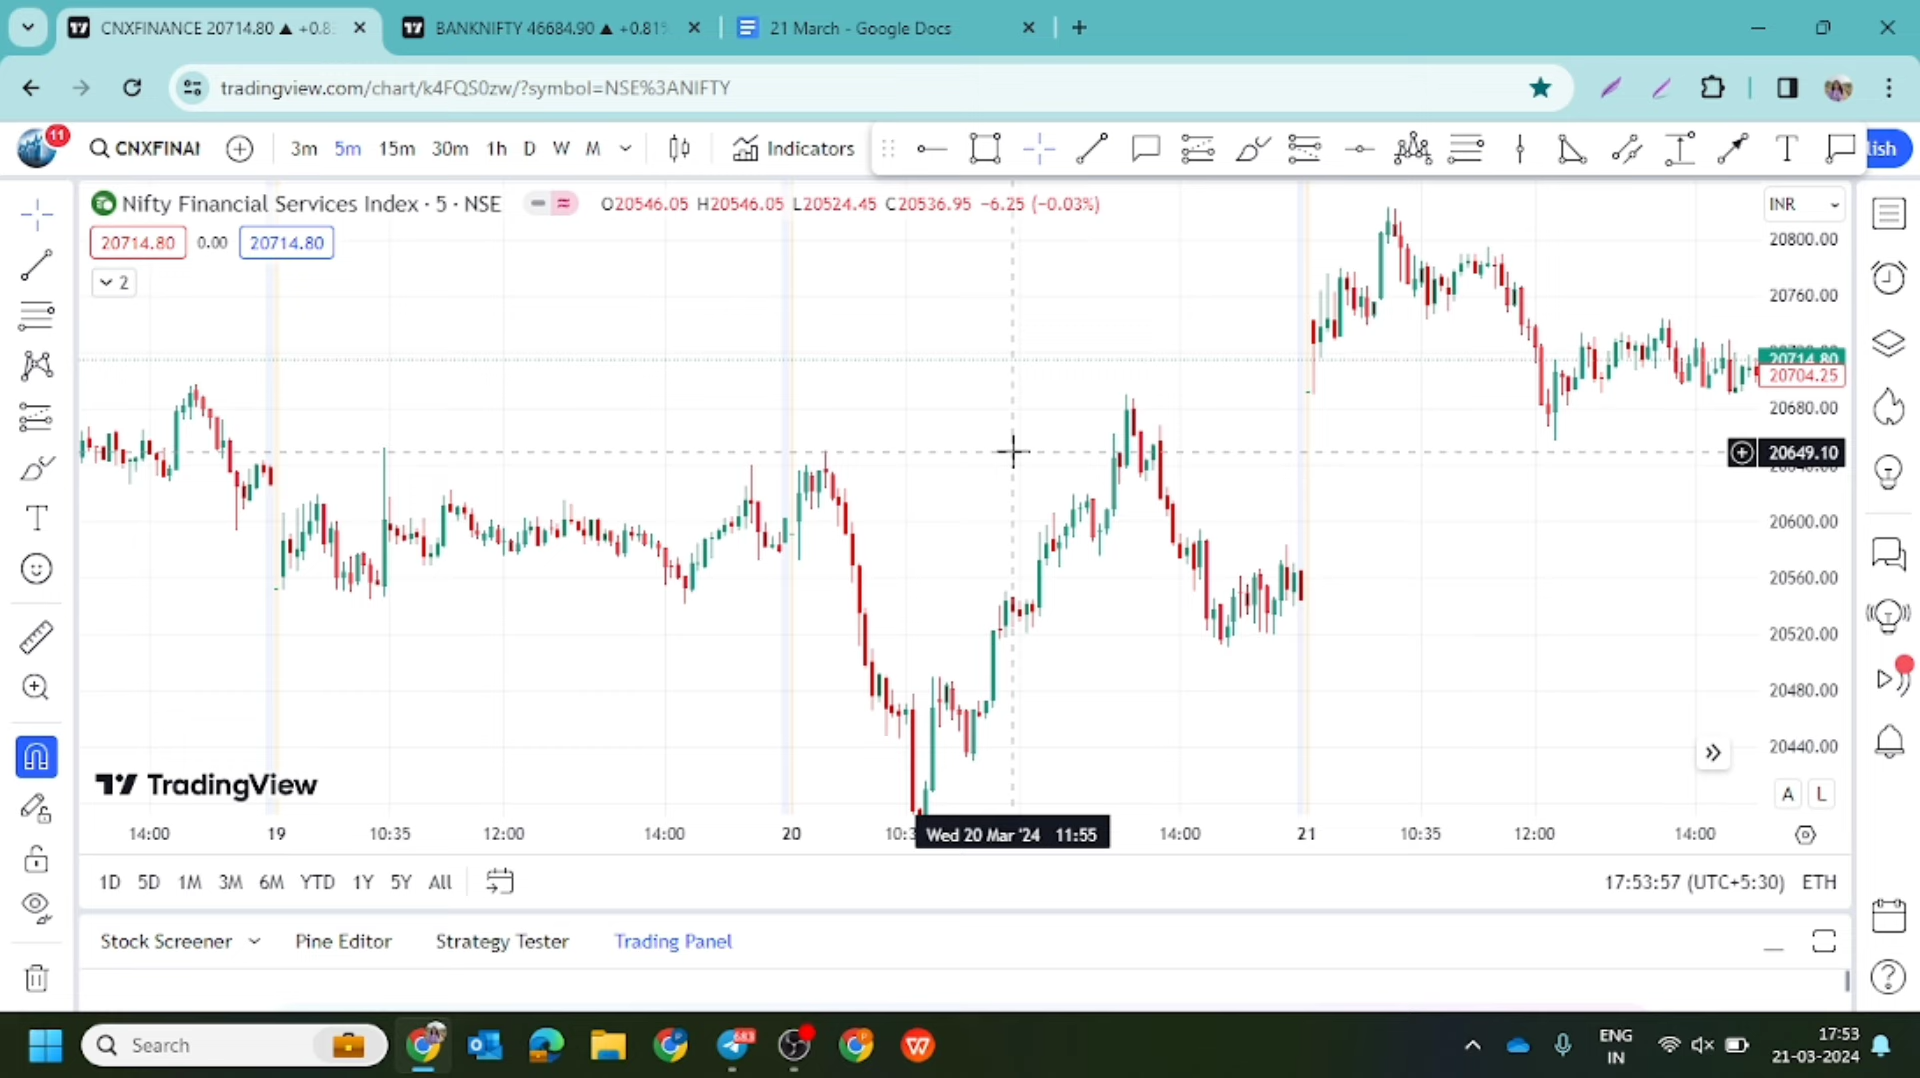 CNXFINANCE 20714.80 ▲ +0.8
BANKNIFTY 46684.90 ▲ +0.81%
21 March - Google Docs
tradingview.com/chart/k4FQS0zw/?symbol=NSE%3ANIFTY
11
CNXFINAI
3m 5m 15m 30m 1h D W M
Indicators
lish
Nifty Financial Services Index · 5 · NSE
O20546.05 H20546.05 L20524.45 C20536.95 −6.25 (−0.03%)
INR
20714.80 0.00 20714.80
2
20800.00
20760.00
20714.80
20704.25
20680.00
20649.10
20600.00
20560.00
20520.00
20480.00
20440.00
TradingView
A L
14:00 19 10:35 12:00 14:00 20 10:3 Wed 20 Mar '24 11:55 14:00 21 10:35 12:00 14:00
1D 5D 1M 3M 6M YTD 1Y 5Y All
17:53:57 (UTC+5:30) ETH
Stock Screener Pine Editor Strategy Tester Trading Panel
Search
683
ENG
IN
17:53
21-03-2024